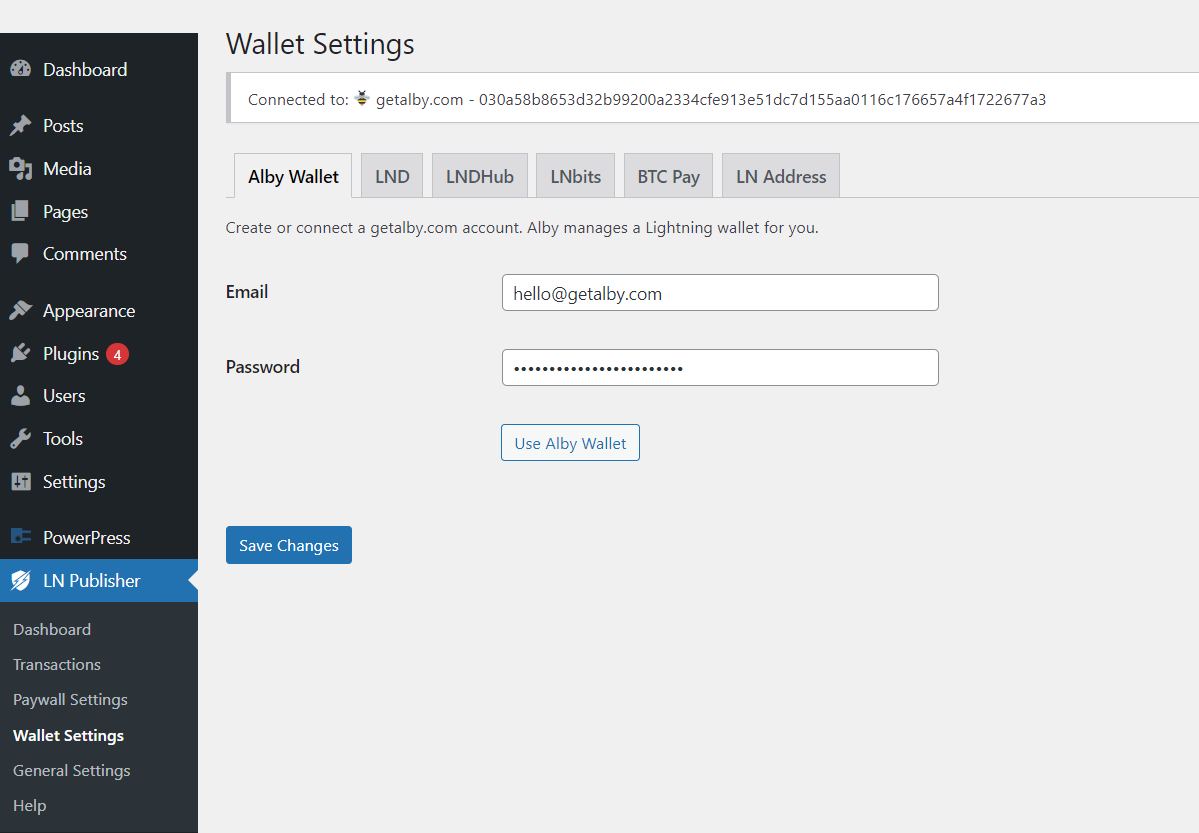 Wallet Settings
Connected to: 🐝 getalby.com - 030a58b8653d32b99200a2334cfe913e51dc7d155aa0116c176657a4f1722677a3
Dashboard
Posts
Media
Pages
Comments
Appearance
Plugins 4
Users
Tools
Settings
PowerPress
LN Publisher
Dashboard
Transactions
Paywall Settings
Wallet Settings
General Settings
Help
Alby Wallet LND LNDHub LNbits BTC Pay LN Address
Create or connect a getalby.com account. Alby manages a Lightning wallet for you.
Email hello@getalby.com
Password ••••••••••••••••••••••••
Use Alby Wallet
Save Changes